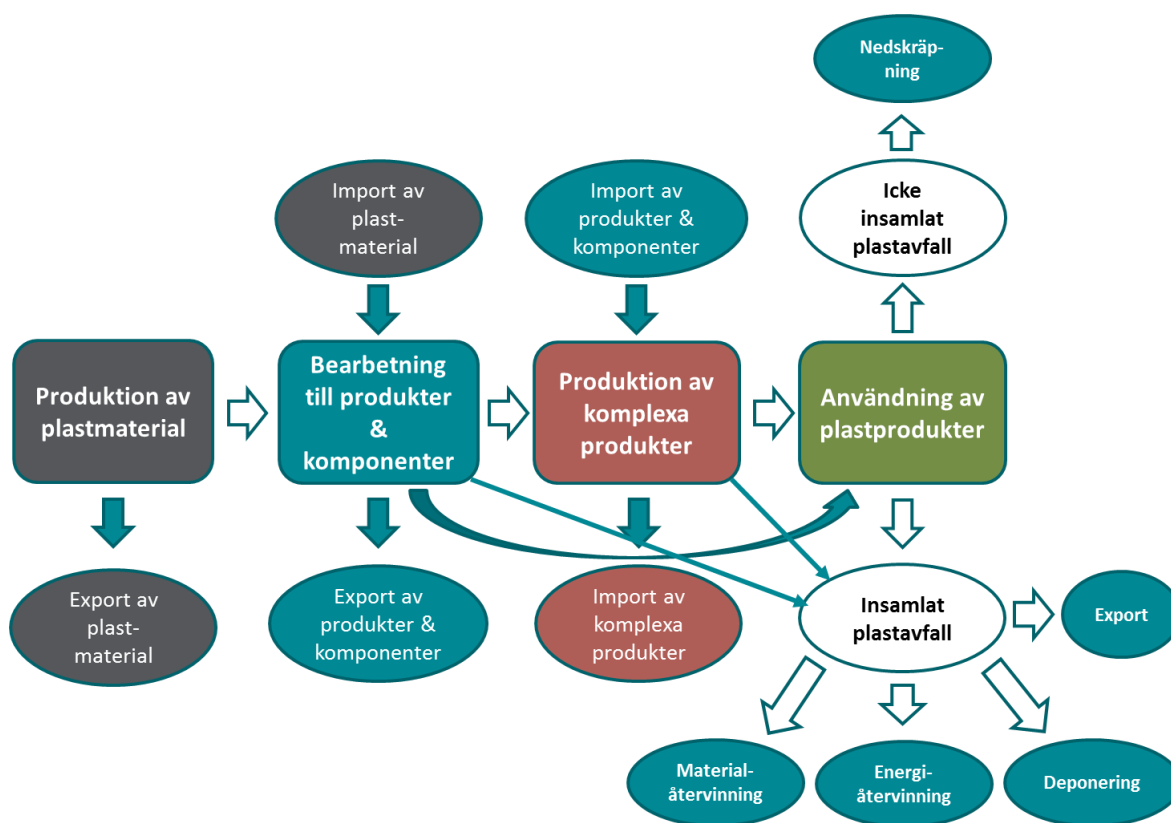 Nedskräp-
ning
Icke
insamlat
plastavfall
Import av
plast-
material
Import av
produkter &
komponenter
Produktion av
plastmaterial
Bearbetning
till produkter
&
komponenter
Produktion av
komplexa
produkter
Användning av
plastprodukter
Export av
plast-
material
Export av
produkter &
komponenter
Import av
komplexa
produkter
Insamlat
plastavfall
Export
Material-
återvinning
Energi-
återvinning
Deponering